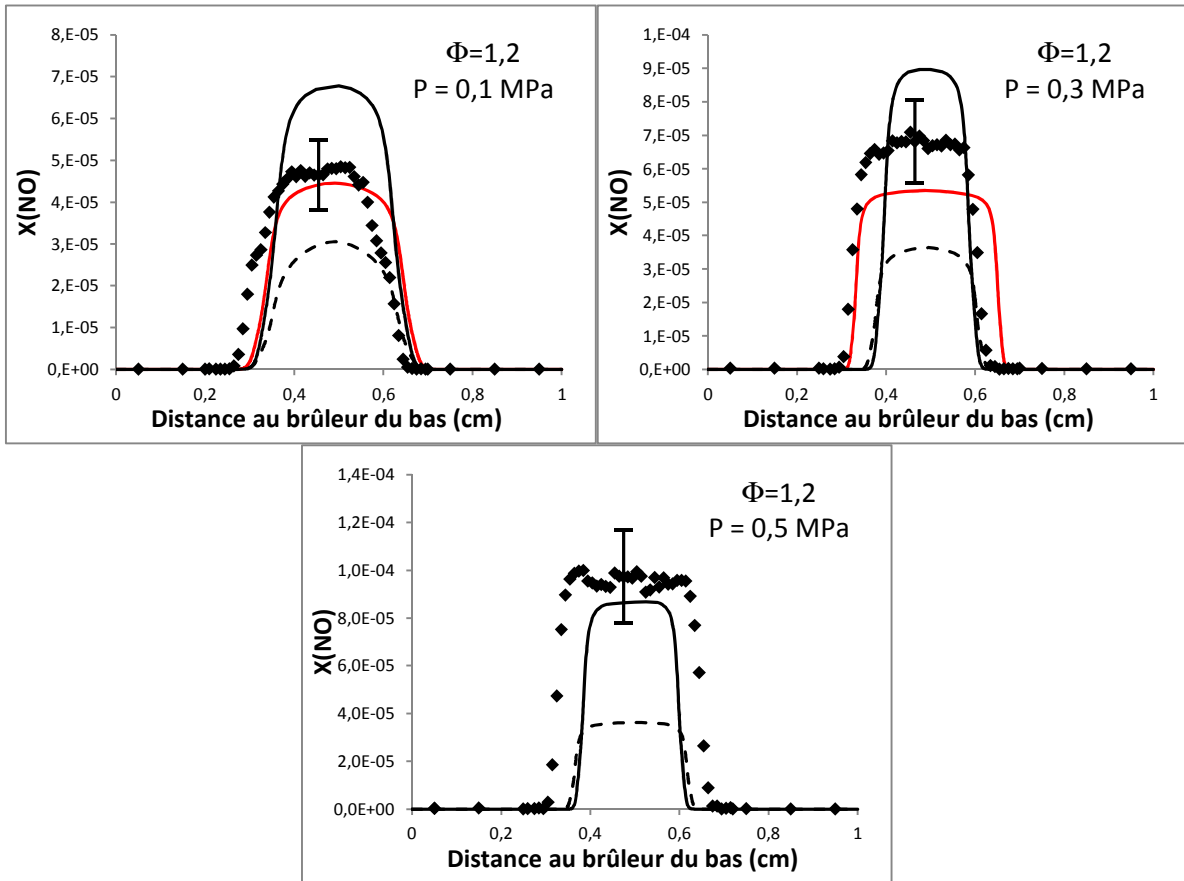 8,E-05
7,E-05
6,E-05
5,E-05
4,E-05
3,E-05
2,E-05
1,E-05
0,E+00
X(NO)
Φ=1,2
P = 0,1 MPa
0 0,2 0,4 0,6 0,8 1
Distance au brûleur du bas (cm)
1,E-04
9,E-05
8,E-05
7,E-05
6,E-05
5,E-05
4,E-05
3,E-05
2,E-05
1,E-05
0,E+00
X(NO)
Φ=1,2
P = 0,3 MPa
0 0,2 0,4 0,6 0,8 1
Distance au brûleur du bas (cm)
1,4E-04
1,2E-04
1,0E-04
8,0E-05
6,0E-05
4,0E-05
2,0E-05
0,0E+00
X(NO)
Φ=1,2
P = 0,5 MPa
0 0,2 0,4 0,6 0,8 1
Distance au brûleur du bas (cm)